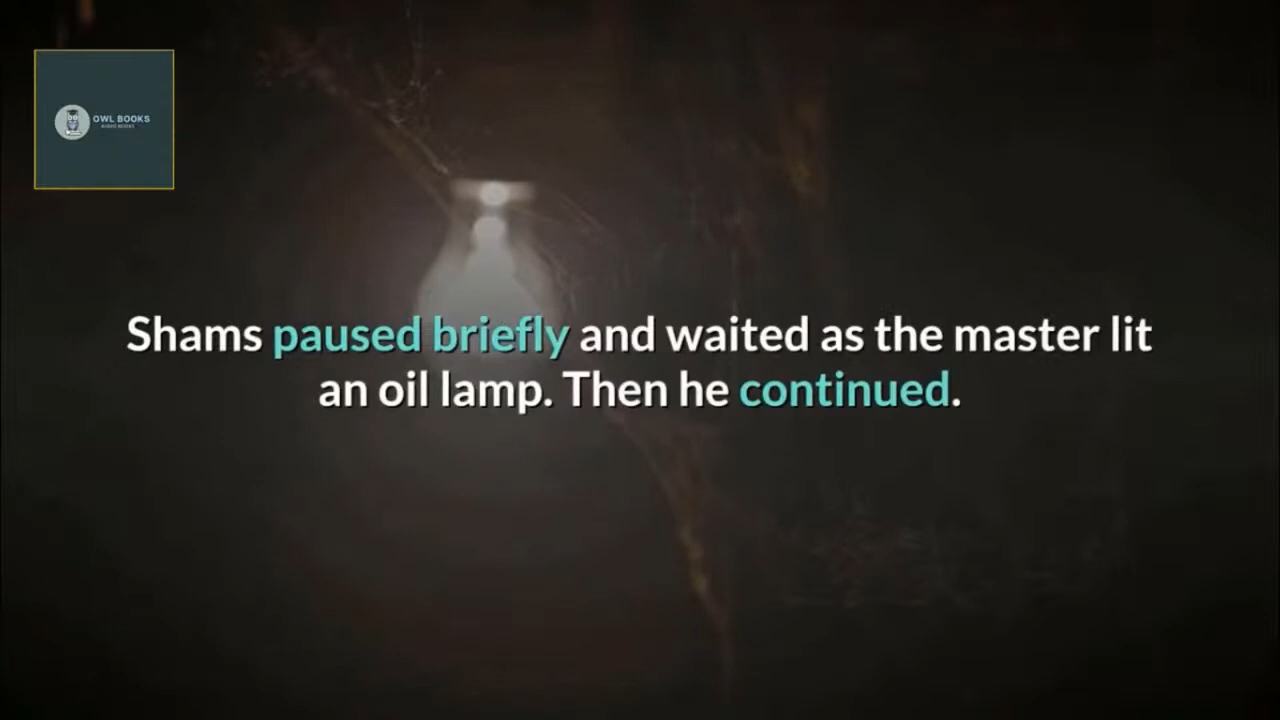 OWL BOOKS
Shams paused briefly and waited as the master lit
an oil lamp. Then he continued.